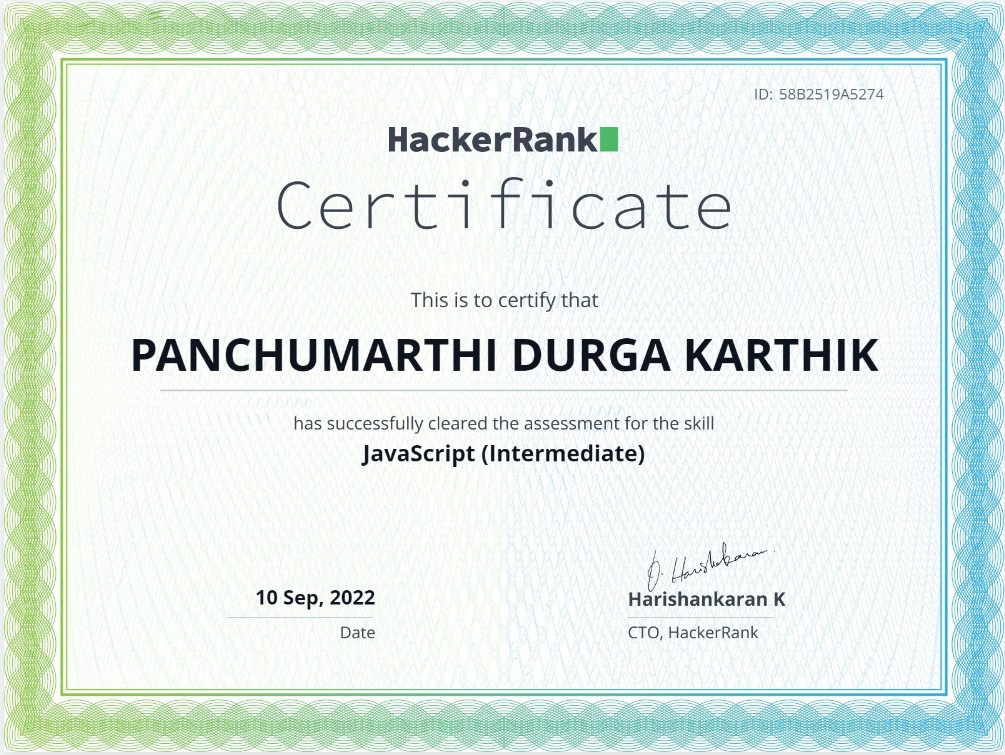 ID: 58B2519A5274
HackerRank
Certificate
This is to certify that
PANCHUMARTHI DURGA KARTHIK
has successfully cleared the assessment for the skill
JavaScript (Intermediate)
10 Sep, 2022
Date
Harishankaran K
CTO, HackerRank